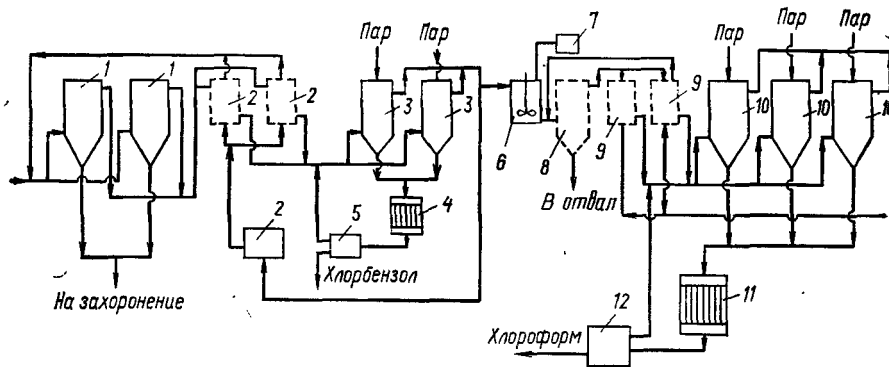 Пар
Пар
7
Пар
Пар
Пар
1
1
2
2
3
3
6
8
9
9
10
10
10
2
5
4
В отвал
Хлорбензол
На захоронение
12
11
Хлороформ